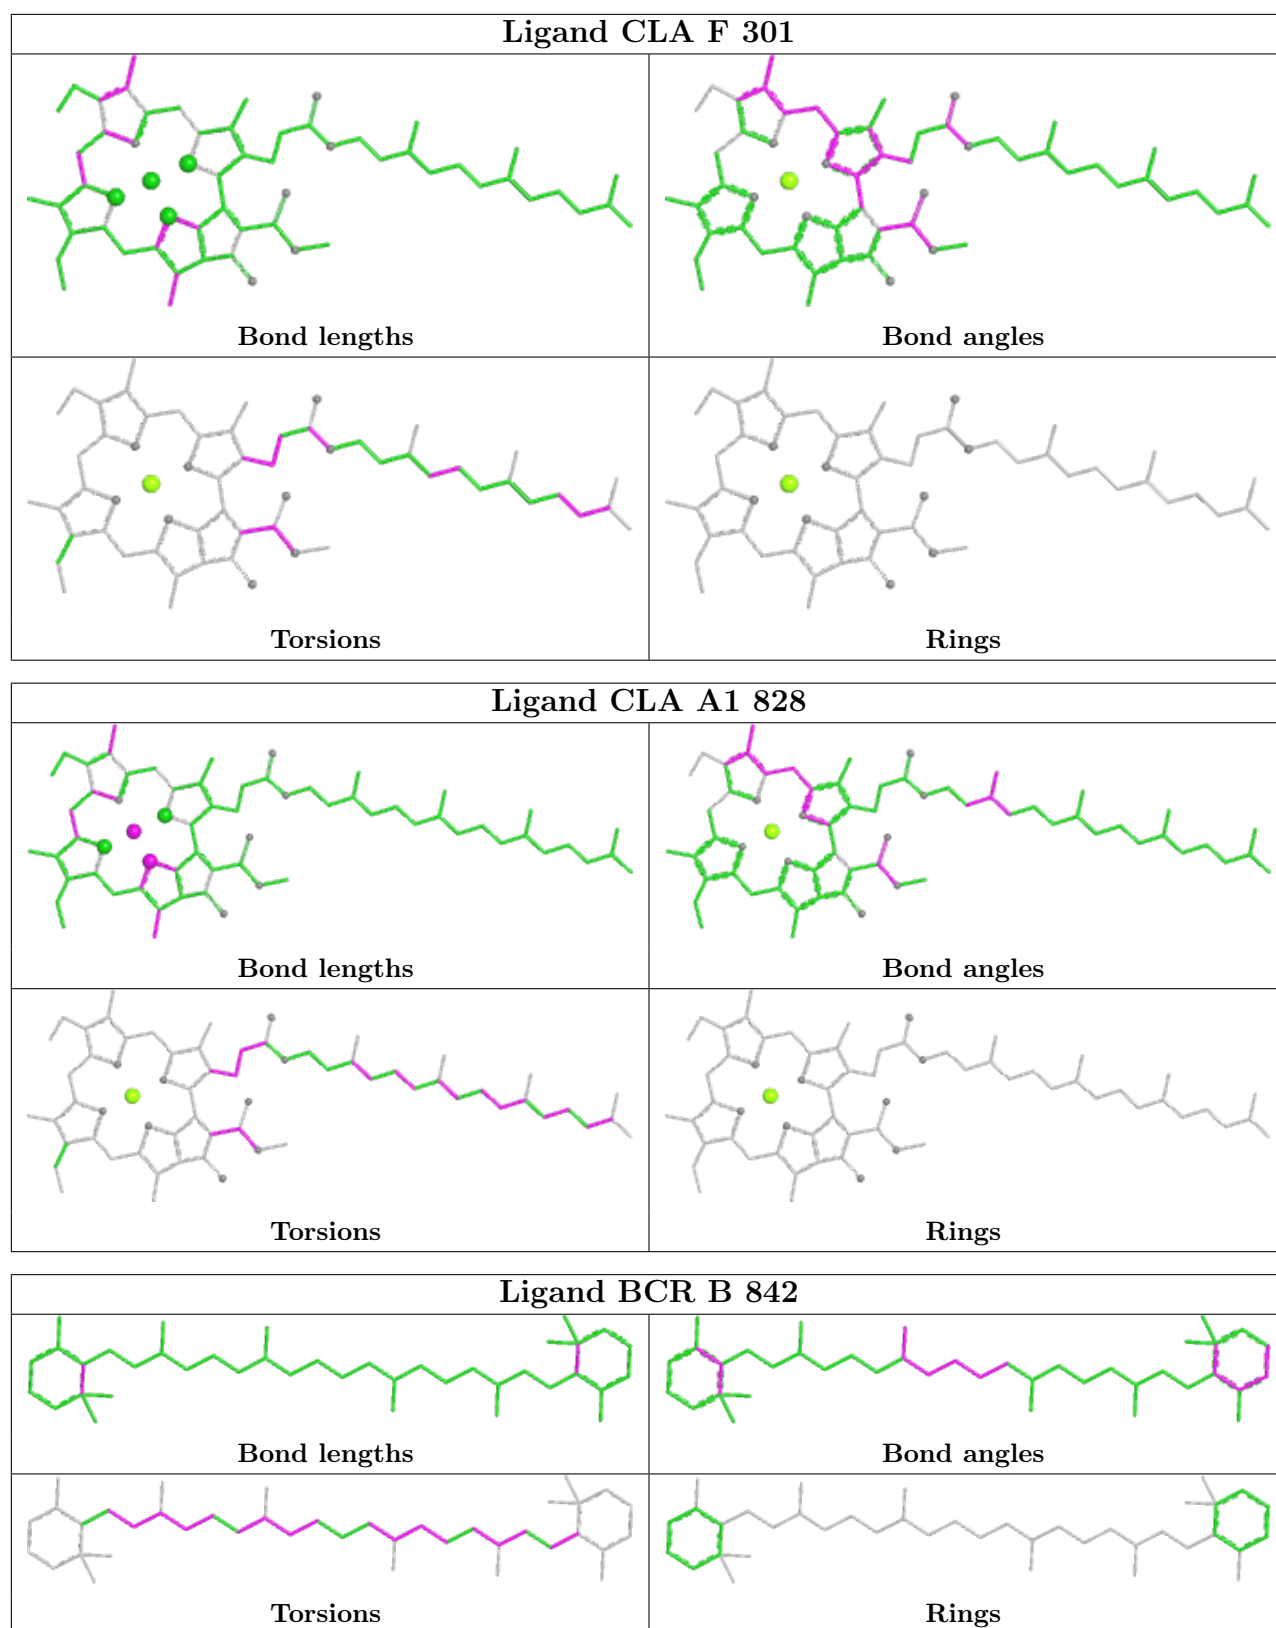 Ligand CLA F 301
Bond lengths
Bond angles
Torsions
Rings
Ligand CLA A1 828
Bond lengths
Bond angles
Torsions
Rings
Ligand BCR B 842
Bond lengths
Bond angles
Torsions
Rings